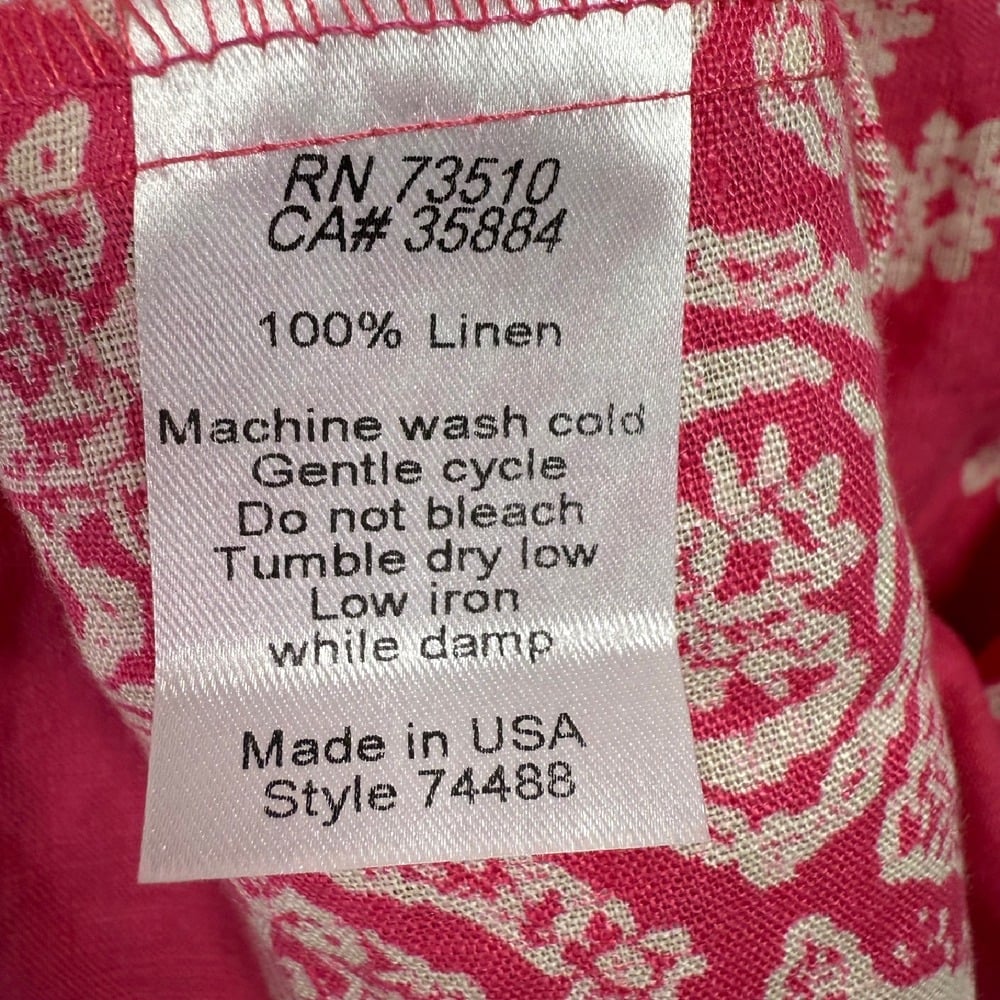 RN 73510
CA# 35884
100% Linen
Machine wash cold
Gentle cycle
Do not bleach
Tumble dry low
Low iron
while damp
Made in USA
Style 74488